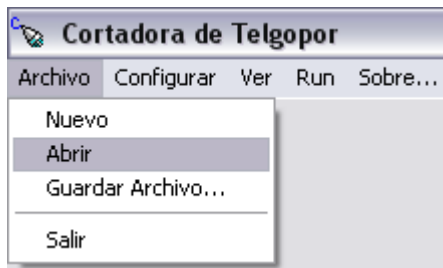 Cortadora de Telgopor
Archivo Configurar Ver Run Sobre...
Nuevo
Abrir
Guardar Archivo...
Salir